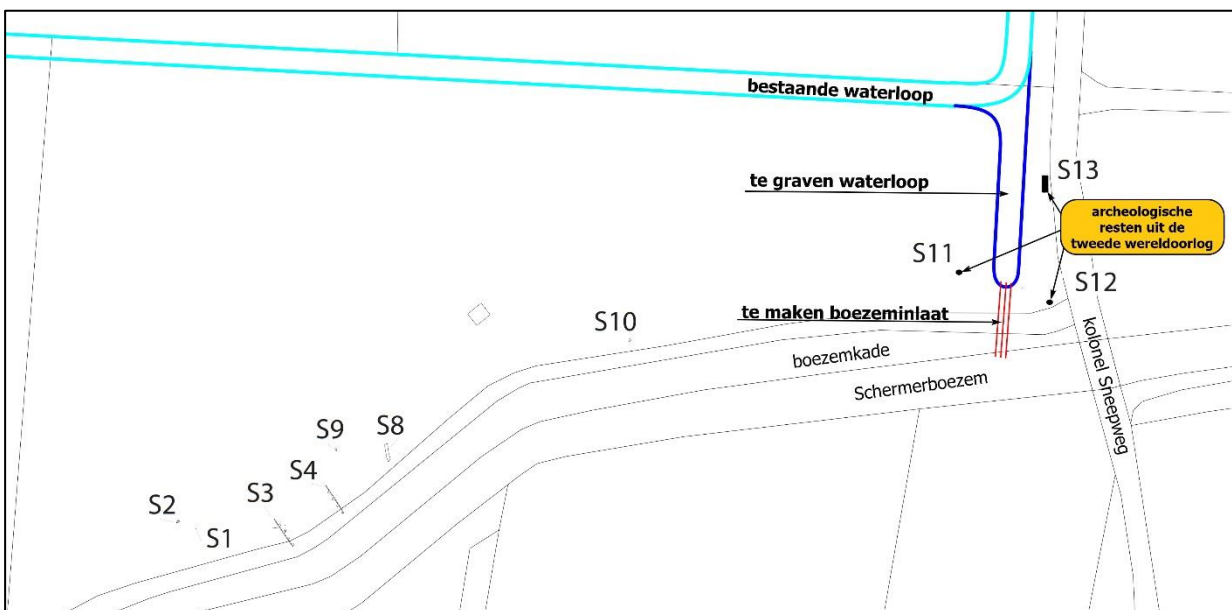 bestaande waterloop
S13
te graven waterloop
archeologische
resten uit de
tweede wereldoorlog
S11
S12
te maken boezeminlaat
S10
boezemkade
kolonel Sneepweg
Schermerboezem
S9
S8
S4
S3
S2
S1